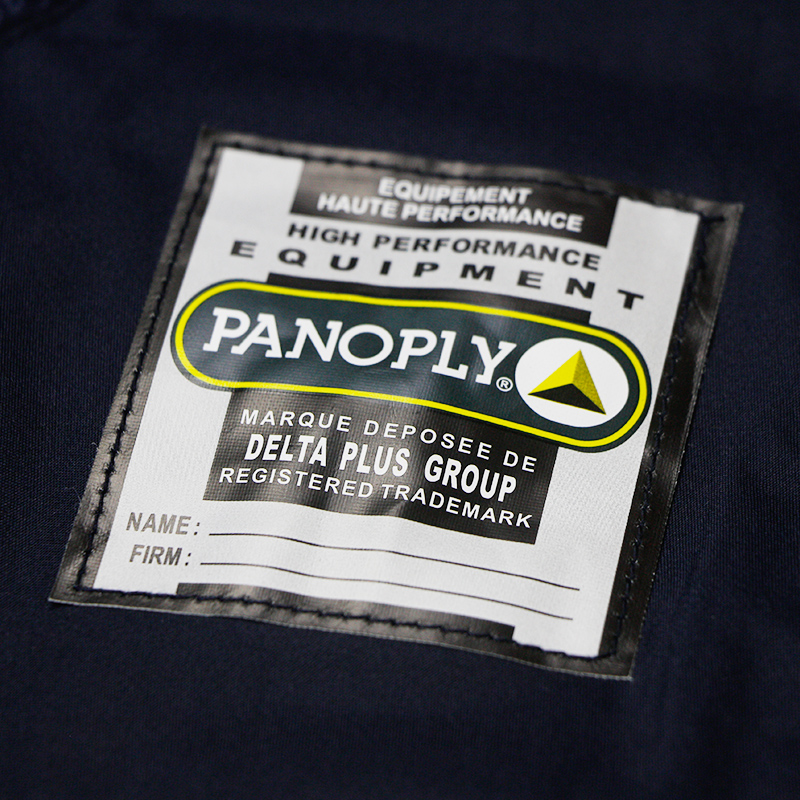 EQUIPEMENT
HAUTE PERFORMANCE
HIGH PERFORMANCE
EQUIPMENT
PANOPLY®
MARQUE DEPOSEE DE
DELTA PLUS GROUP
REGISTERED TRADEMARK
NAME:
FIRM: